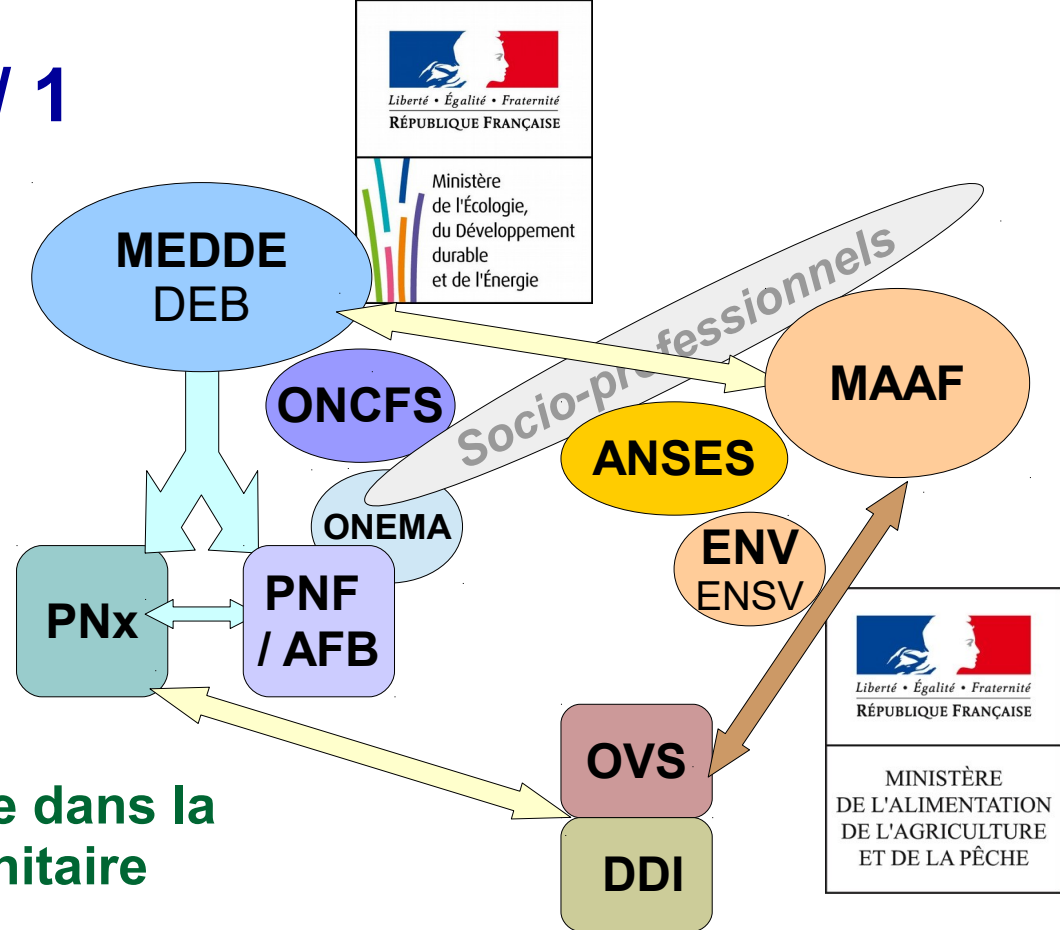 / 1
Liberté • Égalité • Fraternité
RÉPUBLIQUE FRANÇAISE
Ministère
de l'Écologie,
du Développement
durable
et de l'Énergie
MEDDE
DEB
Socio-professionnels
MAAF
ONCFS
ANSES
ONEMA
ENV
ENSV
PNx
PNF
/ AFB
Liberté • Égalité • Fraternité
RÉPUBLIQUE FRANÇAISE
MINISTÈRE
DE L'ALIMENTATION
DE L'AGRICULTURE
ET DE LA PÊCHE
OVS
DDI
e dans la
nitaire